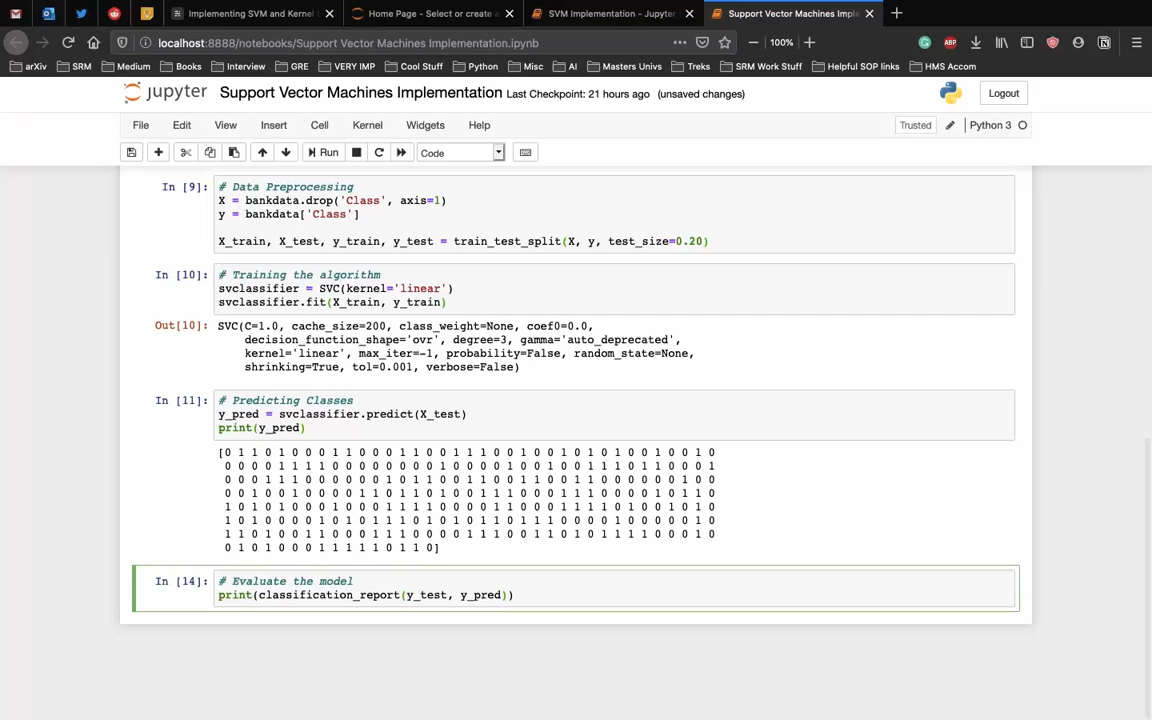 Implementing SVM and Kernel
Home Page - Select or create a
SVM Implementation - Jupyter
Support Vector Machines Imple
localhost:8888/notebooks/Support Vector Machines Implementation.ipynb
100%
arXiv SRM Medium Books Interview GRE VERY IMP Cool Stuff Python Misc AI Masters Univs Treks SRM Work Stuff Helpful SOP links HMS Accom
jupyter Support Vector Machines Implementation Last Checkpoint: 21 hours ago (unsaved changes) Logout
File Edit View Insert Cell Kernel Widgets Help Trusted Python 3
Run Code
In [9]: # Data Preprocessing
X = bankdata.drop('Class', axis=1)
y = bankdata['Class']
X_train, X_test, y_train, y_test = train_test_split(X, y, test_size=0.20)
In [10]: # Training the algorithm
svclassifier = SVC(kernel='linear')
svclassifier.fit(X_train, y_train)
Out[10]: SVC(C=1.0, cache_size=200, class_weight=None, coef0=0.0,
decision_function_shape='ovr', degree=3, gamma='auto_deprecated',
kernel='linear', max_iter=-1, probability=False, random_state=None,
shrinking=True, tol=0.001, verbose=False)
In [11]: # Predicting Classes
y_pred = svclassifier.predict(X_test)
print(y_pred)
[0 1 1 0 1 0 0 0 1 1 0 0 0 1 1 0 0 1 1 1 0 0 1 0 0 1 0 1 0 1 0 0 1 0 0 1 0
0 0 0 0 1 1 1 1 0 0 0 0 0 0 0 0 1 0 0 0 0 1 0 0 1 0 0 1 1 1 0 1 1 0 0 0 1
0 0 0 1 1 1 0 0 0 0 0 0 1 0 1 1 0 1 1 0 0 1 1 0 0 1 1 0 1 1 0 0 0 0 1 0 0
0 0 1 0 0 1 0 0 0 0 1 1 0 1 1 0 1 0 0 1 1 1 0 0 0 1 1 1 0 0 0 1 0 0 1 1 0
1 0 1 0 1 0 0 1 0 0 0 1 1 1 0 0 0 0 1 1 0 1 1 0 0 1 1 1 1 0 0 1 0 1 0 1 0
1 0 1 0 0 0 0 1 0 1 0 1 1 1 0 1 0 1 0 1 1 0 1 1 1 0 0 0 0 1 0 0 0 0 0 1 0
1 1 0 1 0 0 1 1 0 0 0 1 1 1 0 0 0 0 1 1 1 0 0 1 1 0 1 0 1 1 1 1 0 0 0 1 0
0 1 0 1 0 0 0 1 1 1 1 1 0 1 1 0]
In [14]: # Evaluate the model
print(classification_report(y_test, y_pred))